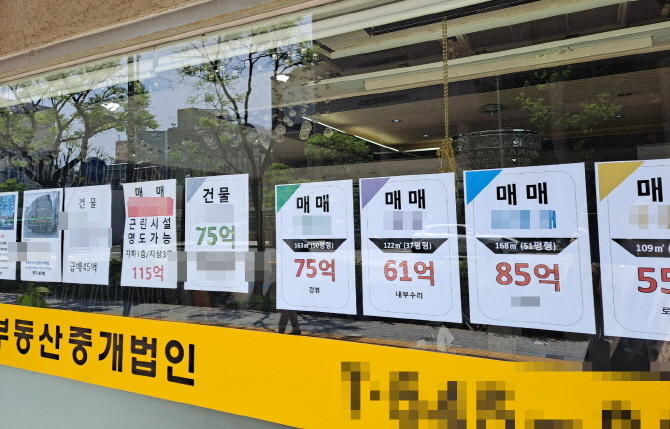 건물
급매45억
매매
근린시설
명도가능
지하1층/지상3
115억
건물
75억
매매
163㎡(50평형)
75억
강뷰
매매
122㎡(37평형)
61억
내부수리
매매
168㎡(51평형)
85억
매
109㎡
55
로
부동산중개법인